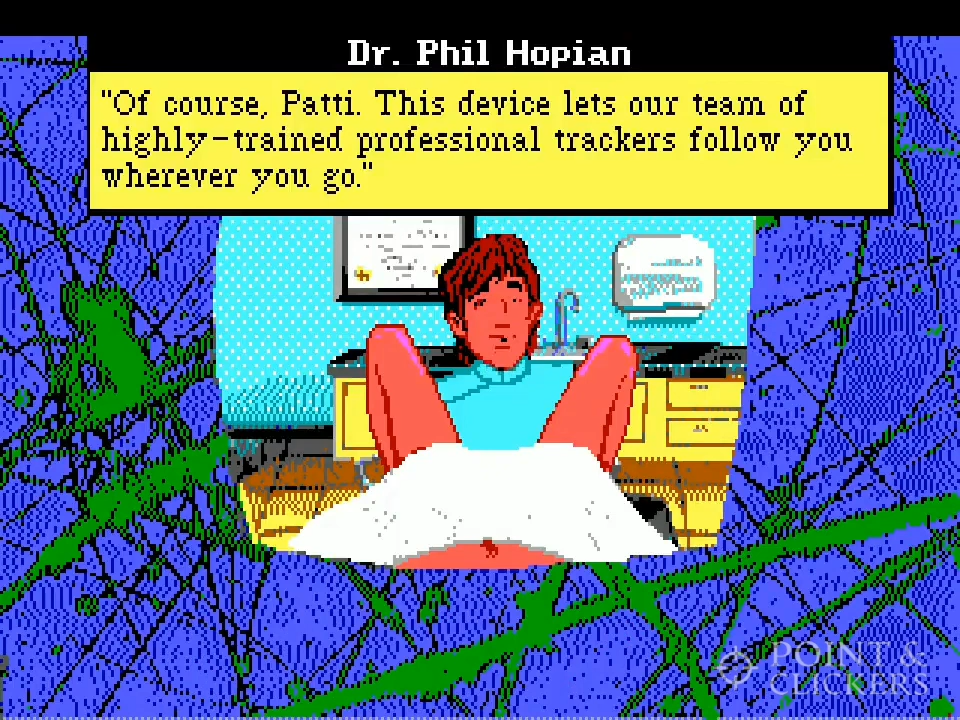 Dr. Phil Hopian
"Of course, Patti. This device lets our team of
highly-trained professional trackers follow you
wherever you go."
POINT &
CLICKERS